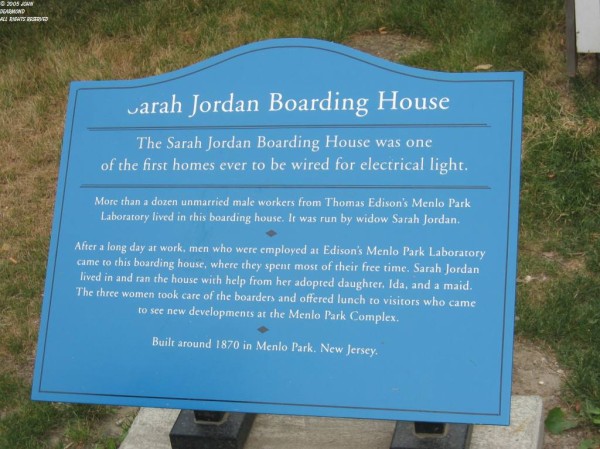 © 2005 JOHN
DEARMOND
ALL RIGHTS RESERVED
Sarah Jordan Boarding House
The Sarah Jordan Boarding House was one
of the first homes ever to be wired for electrical light.
More than a dozen unmarried male workers from Thomas Edison's Menlo Park
Laboratory lived in this boarding house. It was run by widow Sarah Jordan.
After a long day at work, men who were employed at Edison's Menlo Park Laboratory
came to this boarding house, where they spent most of their free time. Sarah Jordan
lived in and ran the house with help from her adopted daughter, Ida, and a maid.
The three women took care of the boarders and offered lunch to visitors who came
to see new developments at the Menlo Park Complex.
Built around 1870 in Menlo Park, New Jersey.